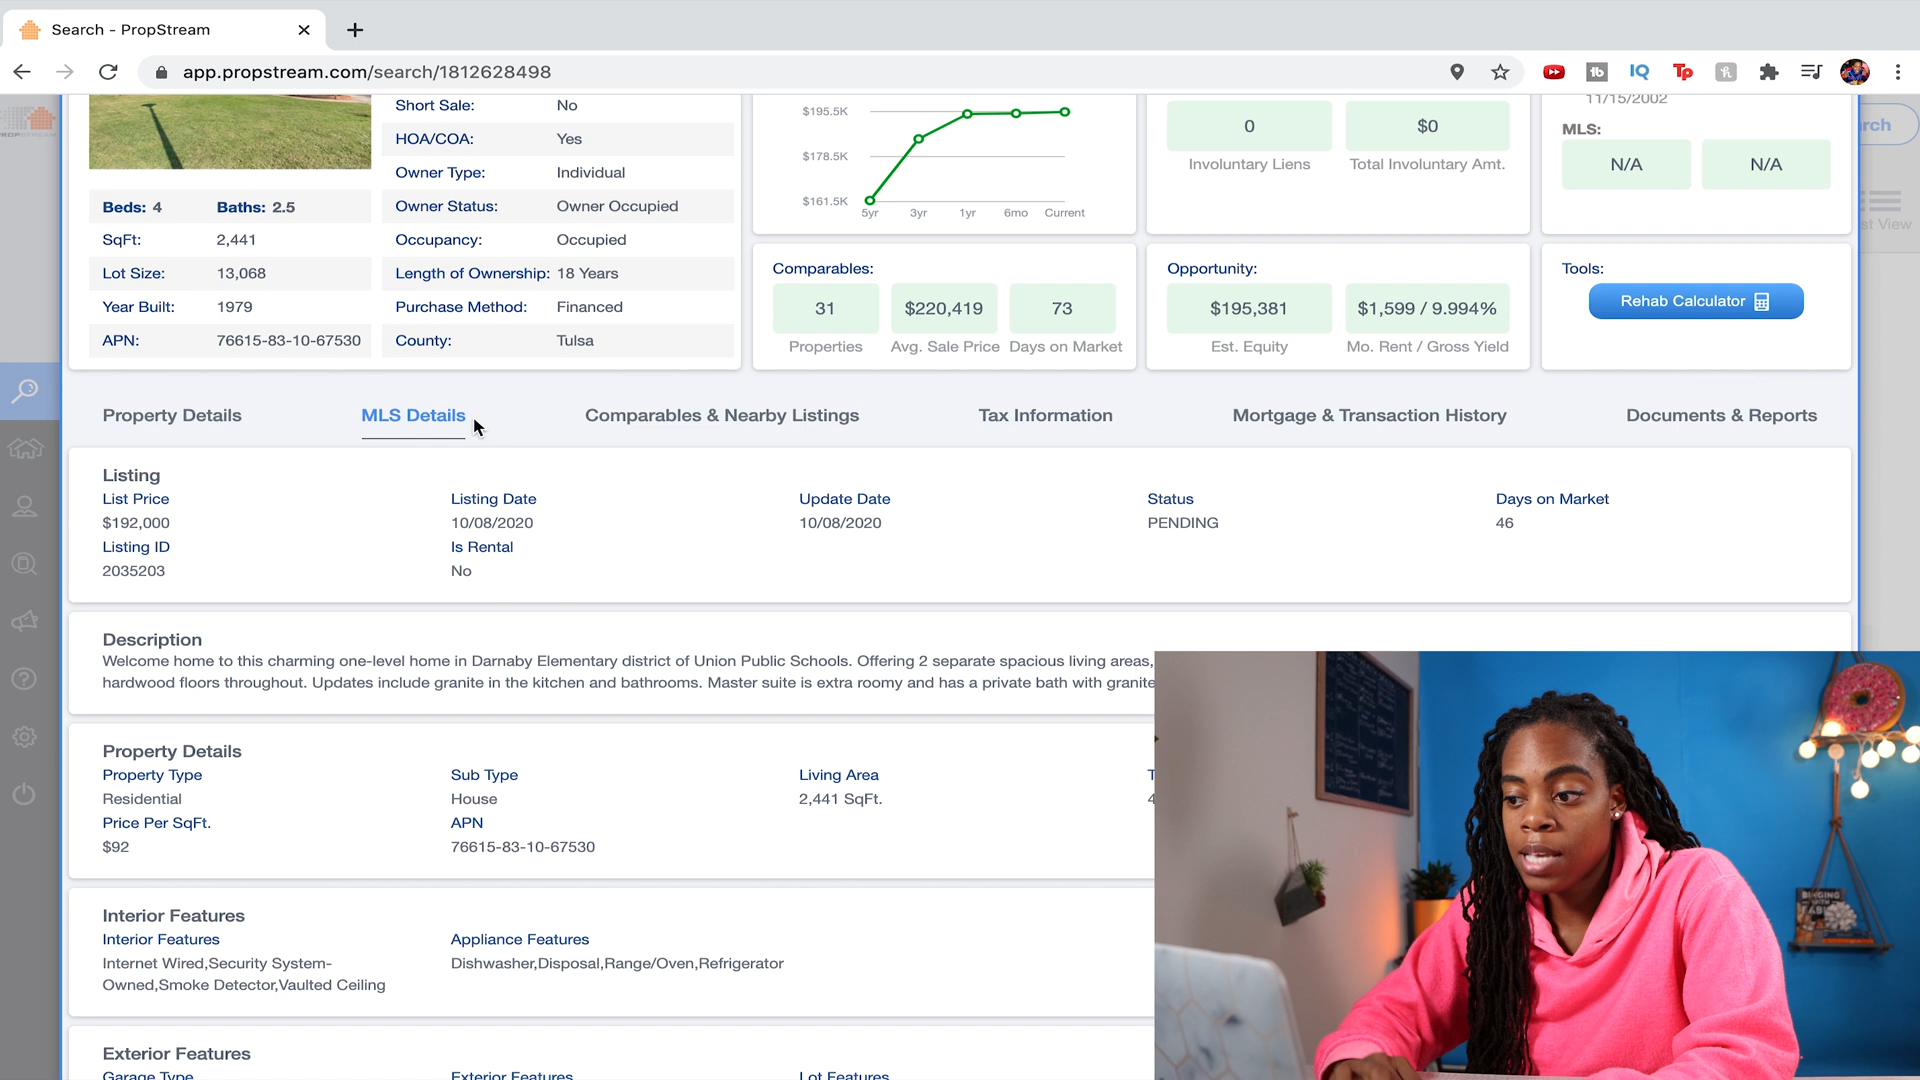 Search - PropStream
app.propstream.com/search/1812628498
Short Sale: No
HOA/COA: Yes
Owner Type: Individual
Owner Status: Owner Occupied
Occupancy: Occupied
Length of Ownership: 18 Years
Purchase Method: Financed
County: Tulsa
Beds: 4 Baths: 2.5
SqFt: 2,441
Lot Size: 13,068
Year Built: 1979
APN: 76615-83-10-67530
$195.5K
$178.5K
$161.5K
5yr 3yr 1yr 6mo Current
0 $0
Involuntary Liens Total Involuntary Amt.
11/15/2002
MLS:
N/A N/A
Comparables:
31 $220,419 73
Properties Avg. Sale Price Days on Market
Opportunity:
$195,381 $1,599 / 9.994%
Est. Equity Mo. Rent / Gross Yield
Tools:
Rehab Calculator
Property Details MLS Details Comparables & Nearby Listings Tax Information Mortgage & Transaction History Documents & Reports
Listing
List Price Listing Date Update Date Status Days on Market
$192,000 10/08/2020 10/08/2020 PENDING 46
Listing ID Is Rental
2035203 No
Description
Welcome home to this charming one-level home in Darnaby Elementary district of Union Public Schools. Offering 2 separate spacious living areas,
hardwood floors throughout. Updates include granite in the kitchen and bathrooms. Master suite is extra roomy and has a private bath with granite
Property Details
Property Type Sub Type Living Area
Residential House 2,441 SqFt.
Price Per SqFt. APN
$92 76615-83-10-67530
Interior Features
Interior Features Appliance Features
Internet Wired,Security System- Dishwasher,Disposal,Range/Oven,Refrigerator
Owned,Smoke Detector,Vaulted Ceiling
Exterior Features
Garage Type Exterior Features Lot Features